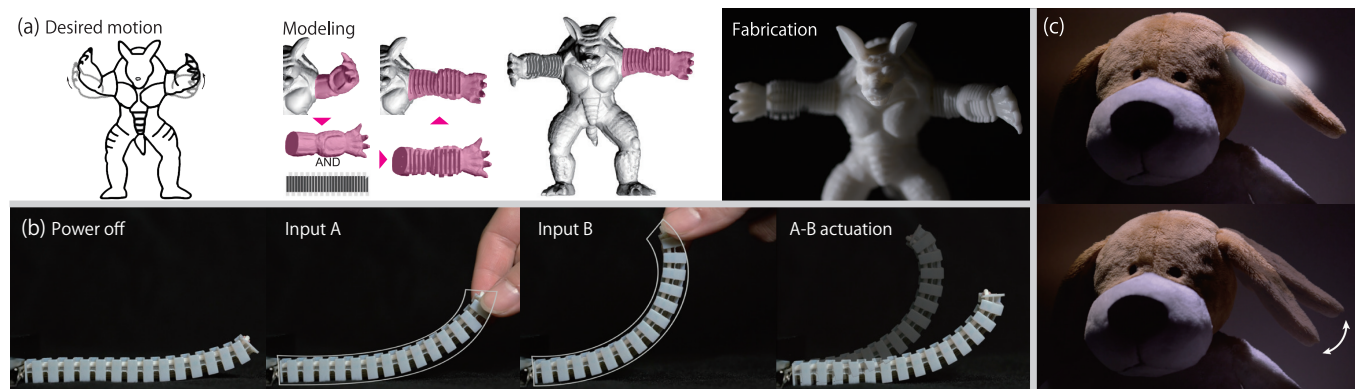 (a) Desired motion
Modeling
AND
Fabrication
(b) Power off
Input A
Input B
A-B actuation
(c)